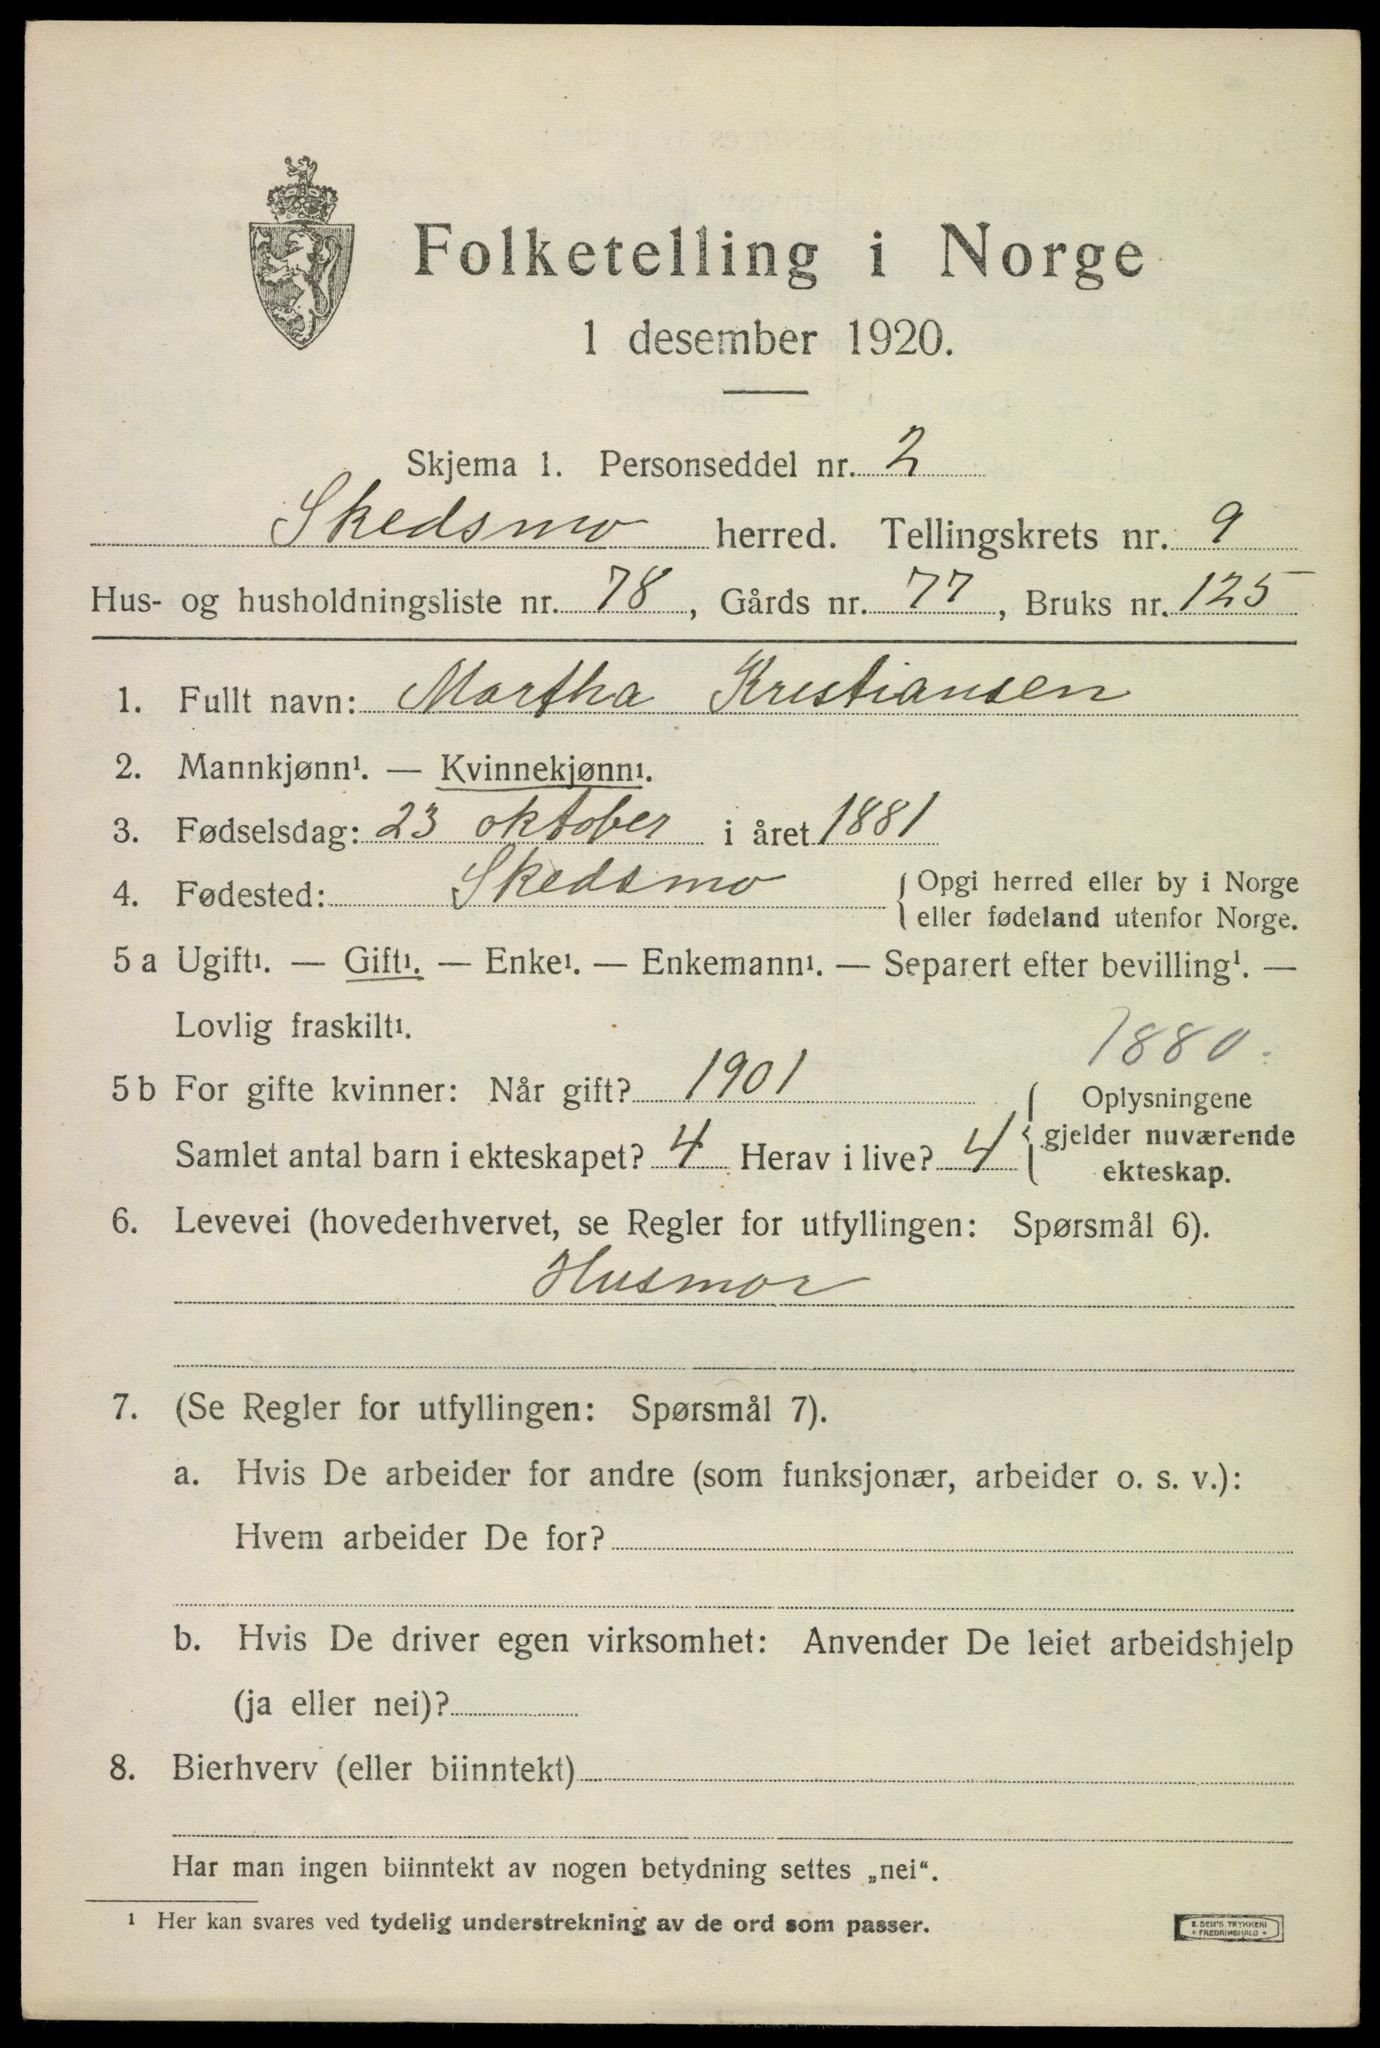 Folketelling i Norge
1 desember 1920.
Skjema 1. Personseddel nr. 2
Skedsmo herred. Tellingskrets nr. 9
Hus- og husholdningsliste nr. 78, Gårds nr. 77, Bruks nr. 125
1. Fullt navn: Martha Kristiansen
2. Mannkjønn¹. — Kvinnekjønn¹.
3. Fødselsdag: 23 oktober i året 1881
4. Fødested: Skedsmo { Opgi herred eller by i Norge
eller fødeland utenfor Norge.
5 a Ugift¹. — Gift¹. — Enke¹. — Enkemann¹. — Separert efter bevilling¹. —
Lovlig fraskilt¹.
1880.
5 b For gifte kvinner: Når gift? 1901
Samlet antal barn i ekteskapet? 4 Herav i live? 4
{ Oplysningene
gjelder nuværende
ekteskap.
6. Levevei (hovederhvervet, se Regler for utfyllingen: Spørsmål 6).
Husmor
7. (Se Regler for utfyllingen: Spørsmål 7).
a. Hvis De arbeider for andre (som funksjonær, arbeider o. s. v.):
Hvem arbeider De for?
b. Hvis De driver egen virksomhet: Anvender De leiet arbeidshjelp
(ja eller nei)?
8. Bierhverv (eller biinntekt)
Har man ingen biinntekt av nogen betydning settes „nei“.
¹ Her kan svares ved tydelig understrekning av de ord som passer.
E. SEM'S TRYKKERI
* FREDRIKSHALD *